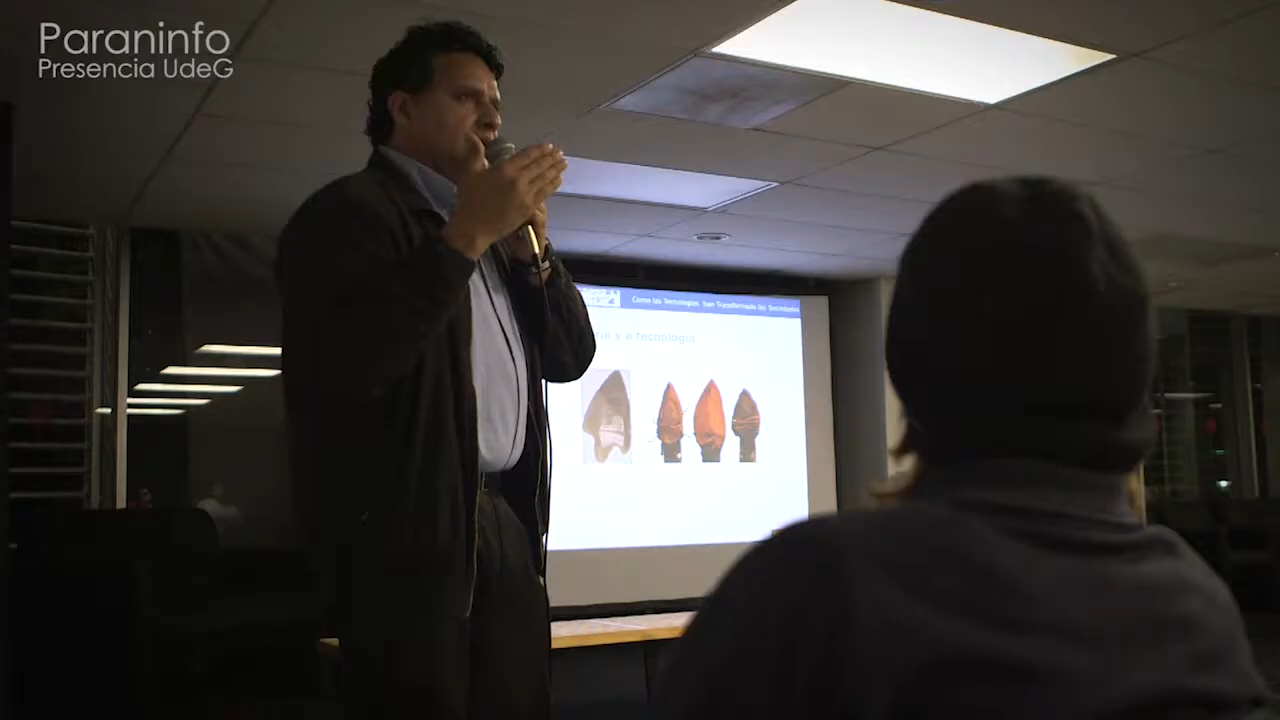 Paraninfo
Presencia UdeG
Como las Tecnologías han Transformado las Sociedades
y a tecnología